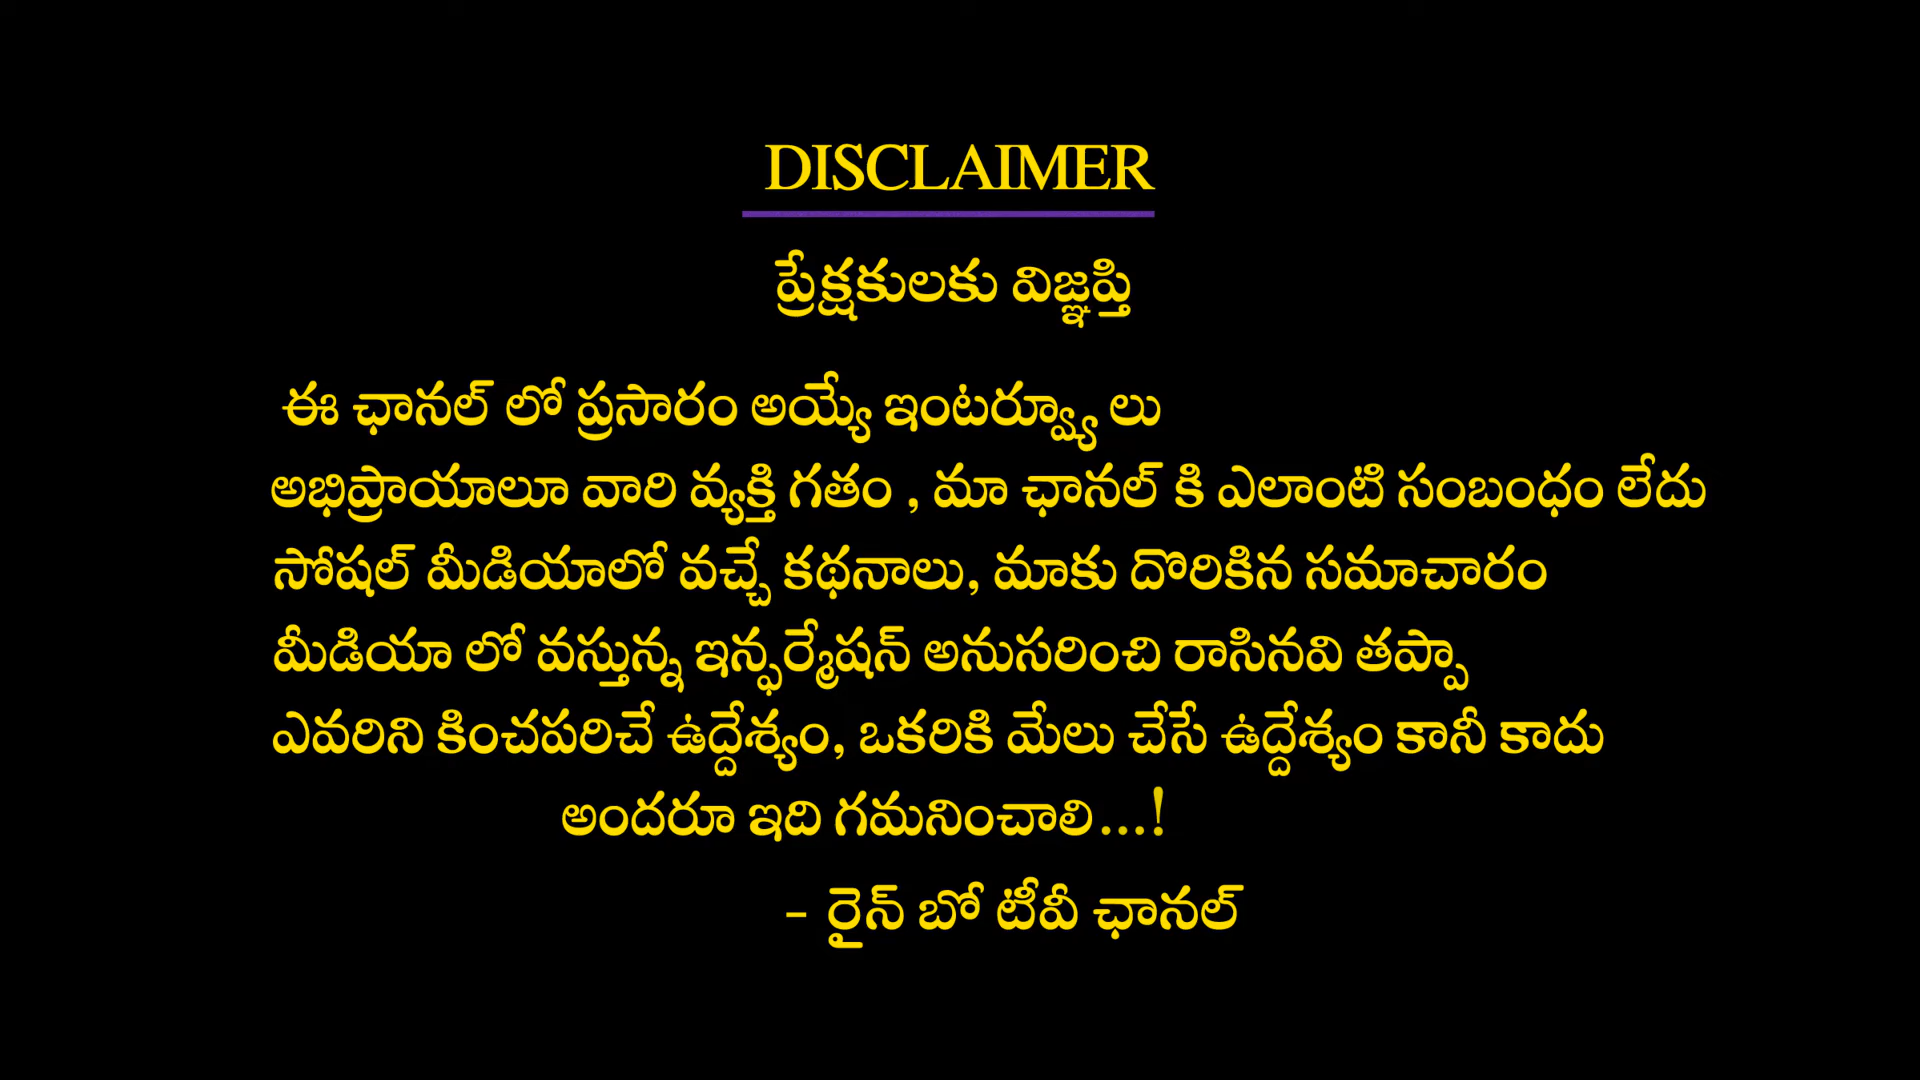 DISCLAIMER
ప్రేక్షకులకు విజ్ఞప్తి
ఈ ఛానల్ లో ప్రసారం అయ్యే ఇంటర్వ్యూ లు
అభిప్రాయాలూ వారి వ్యక్తి గతం , మా ఛానల్ కి ఎలాంటి సంబంధం లేదు
సోషల్ మీడియాలో వచ్చే కథనాలు, మాకు దొరికిన సమాచారం
మీడియా లో వస్తున్న ఇన్ఫర్మేషన్ అనుసరించి రాసినవి తప్పా
ఎవరిని కించపరిచే ఉద్దేశ్యం, ఒకరికి మేలు చేసే ఉద్దేశ్యం కానీ కాదు
అందరూ ఇది గమనించాలి...!
- రైన్ బో టీవీ ఛానల్